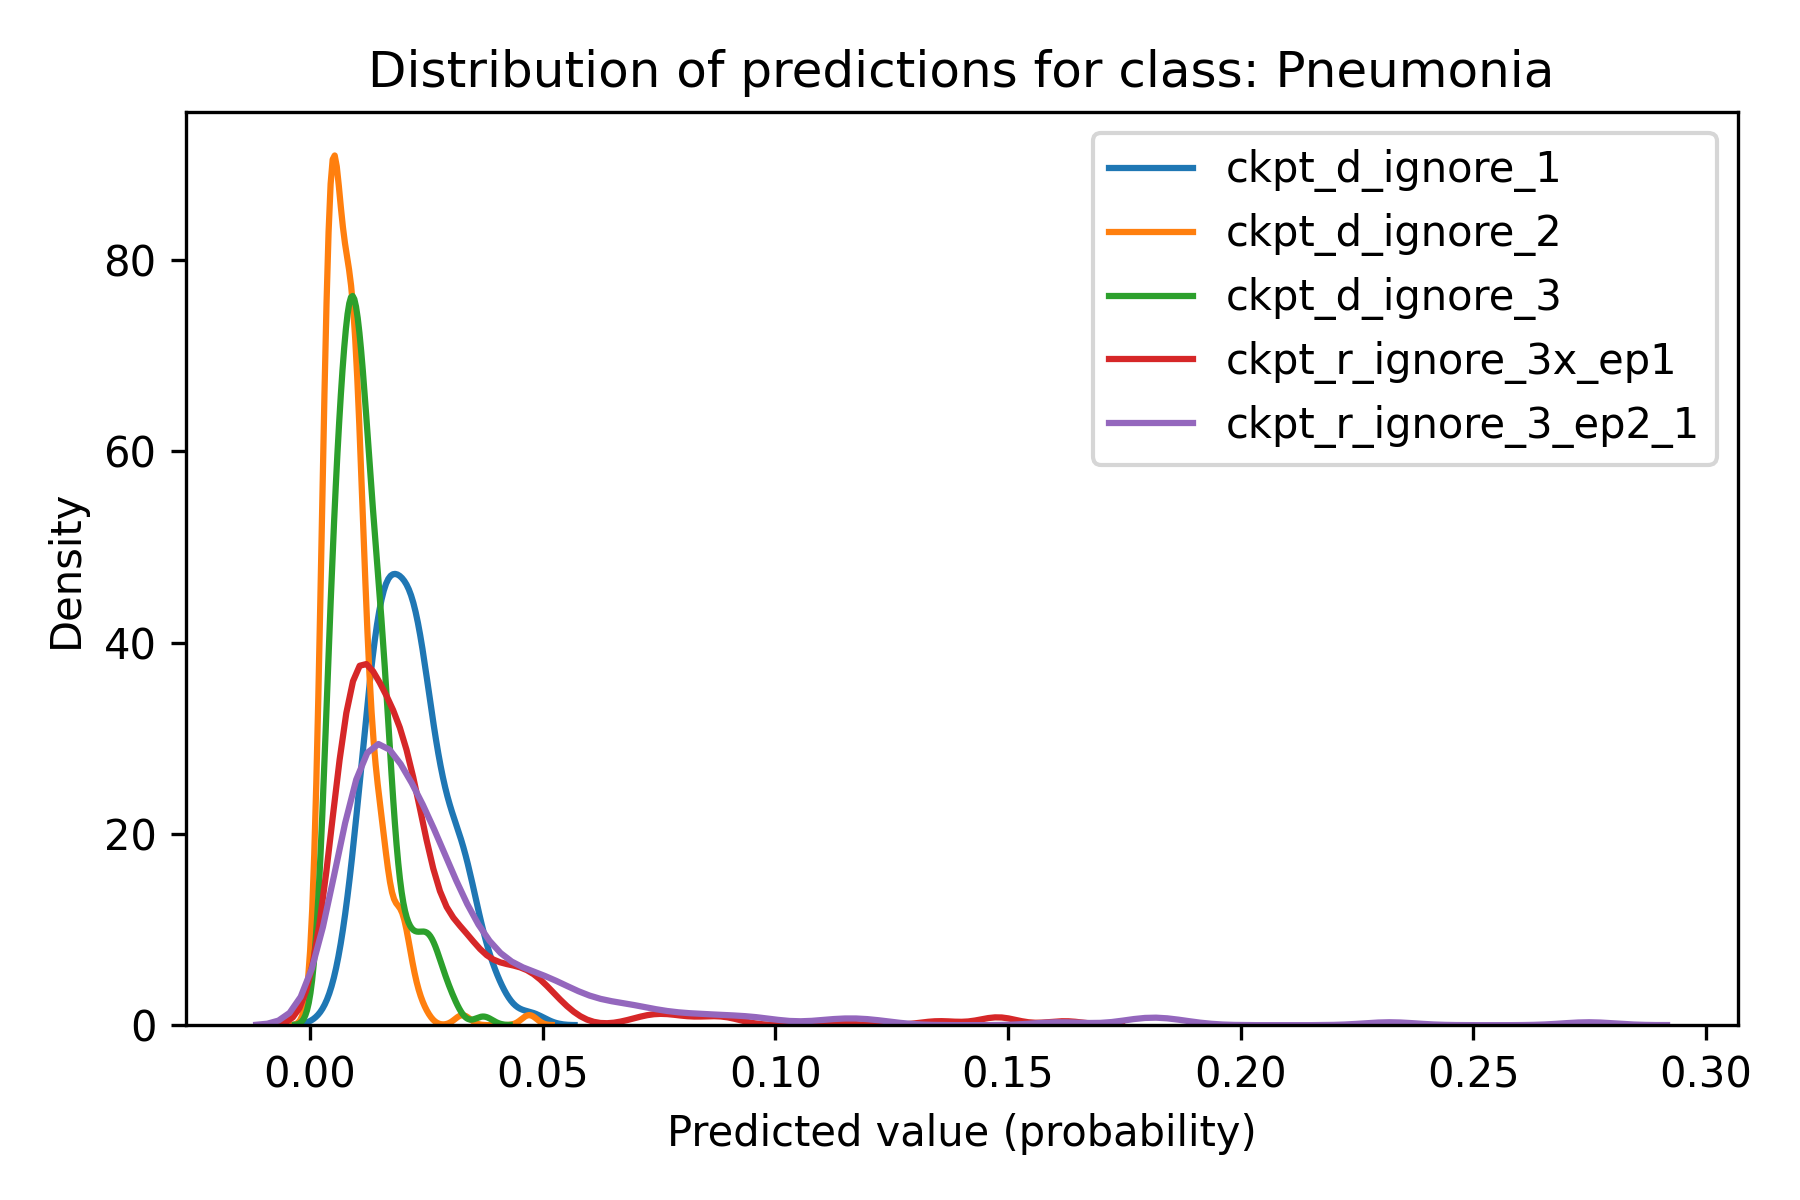 Distribution of predictions for class: Pneumonia
ckpt_d_ignore_1
ckpt_d_ignore_2
ckpt_d_ignore_3
ckpt_r_ignore_3x_ep1
ckpt_r_ignore_3_ep2_1
Density
80
60
40
20
0
0.00 0.05 0.10 0.15 0.20 0.25 0.30
Predicted value (probability)